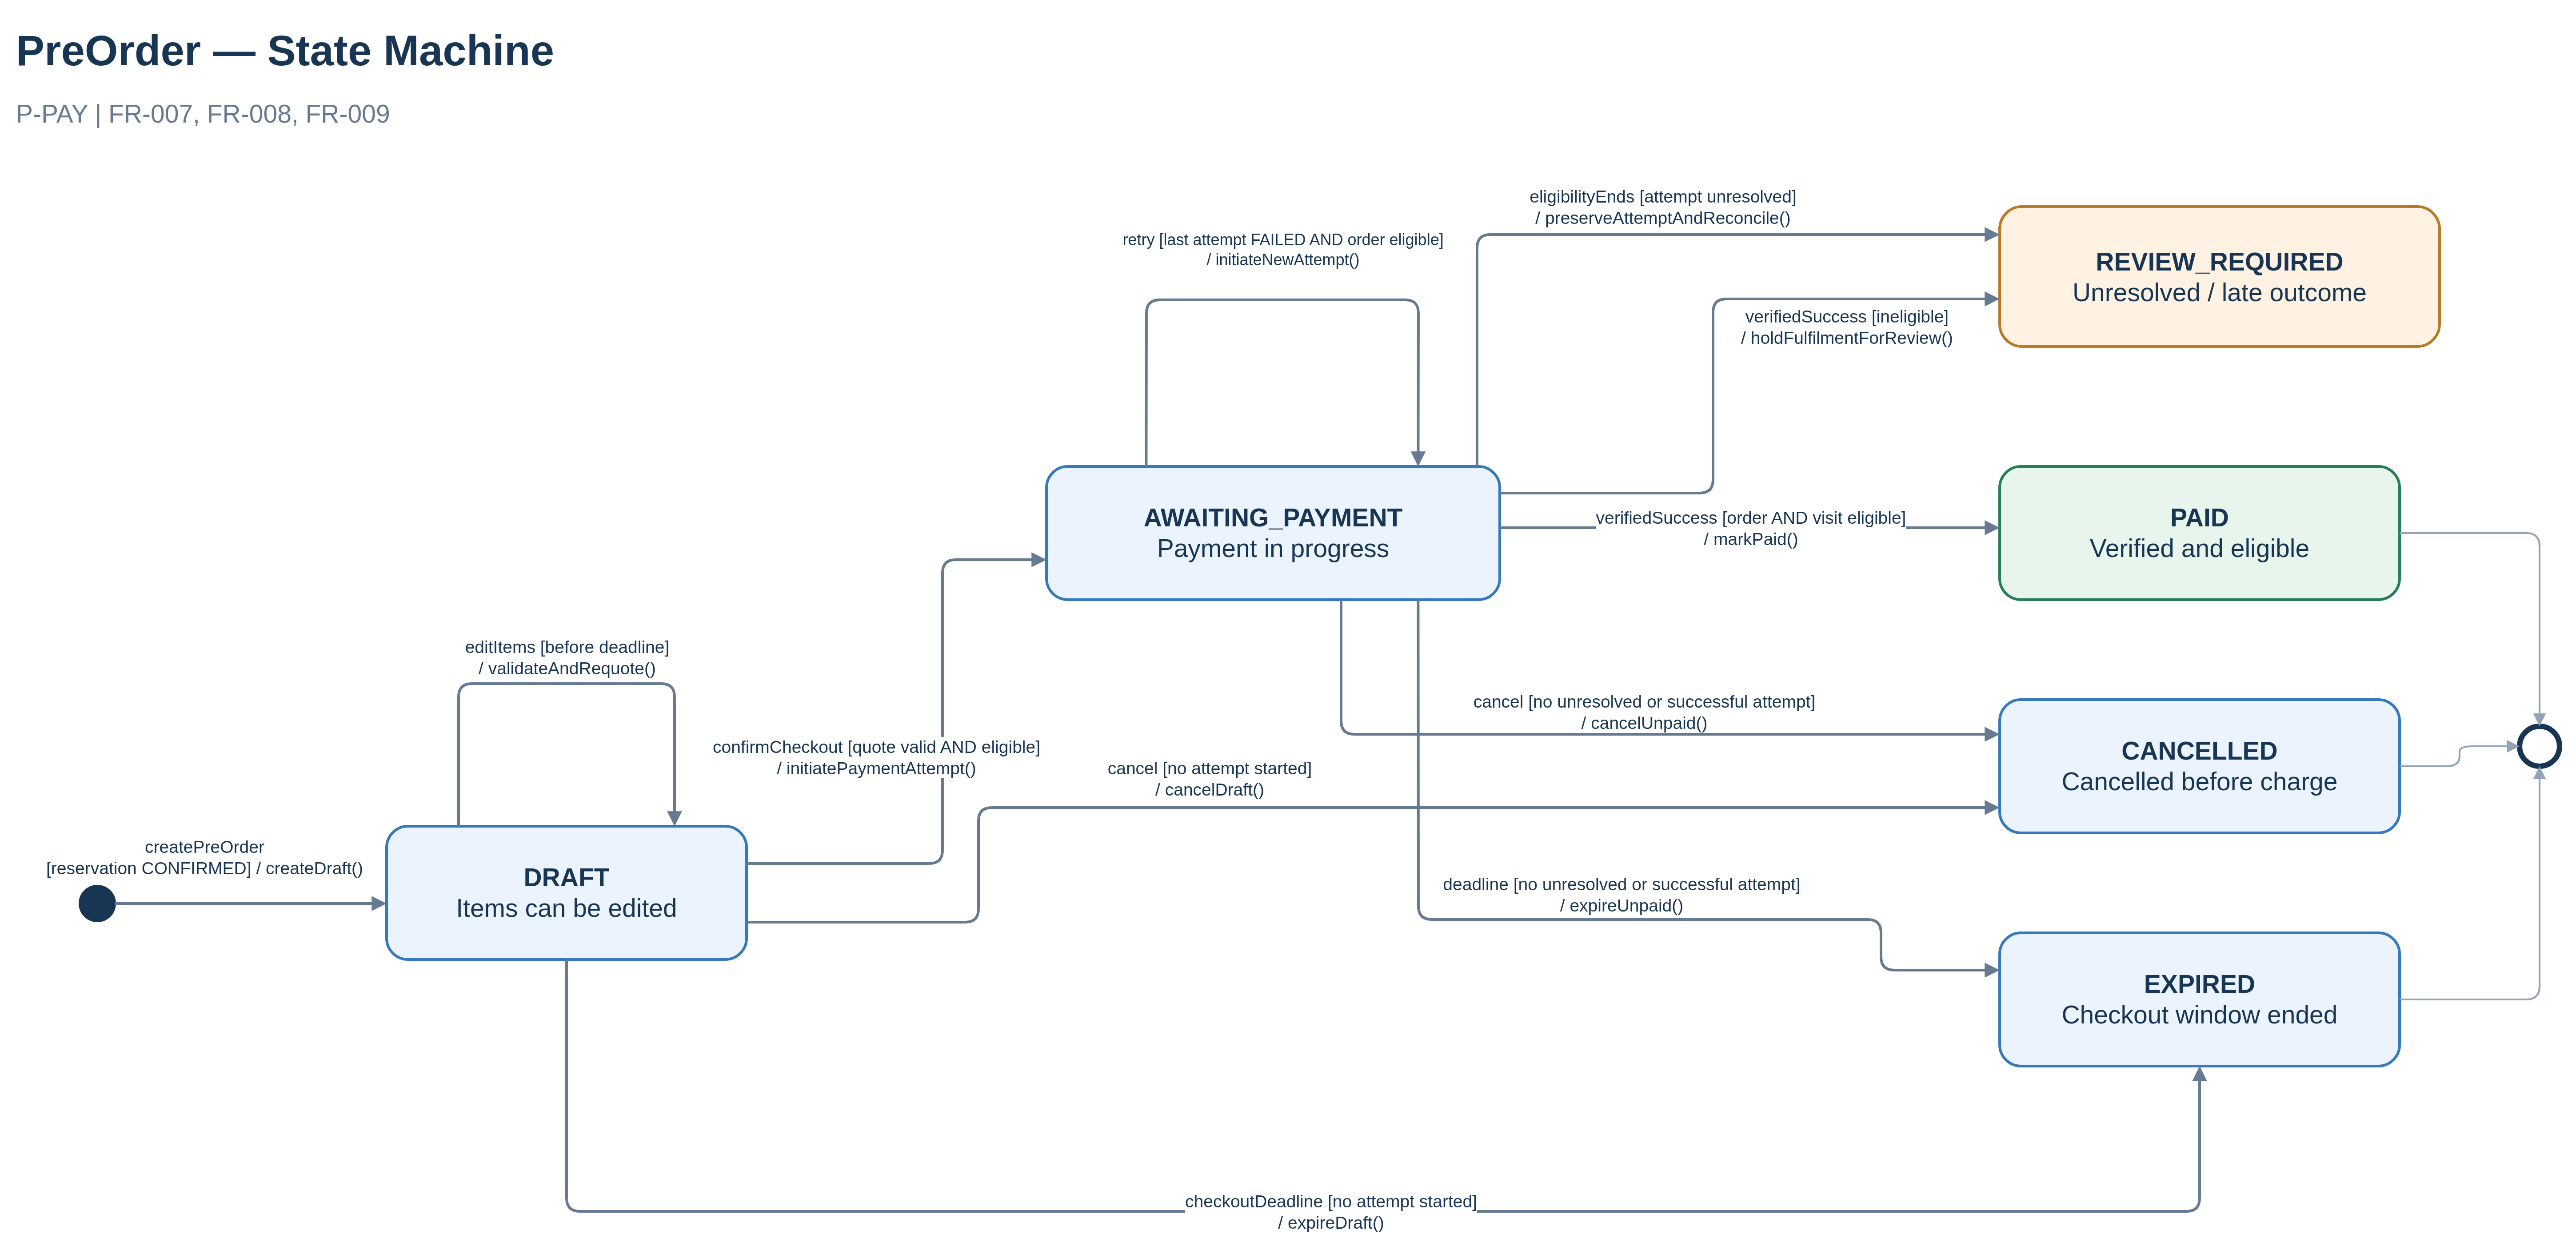 PreOrder — State Machine
P-PAY | FR-007, FR-008, FR-009
eligibilityEnds [attempt unresolved]
/ preserveAttemptAndReconcile()
retry [last attempt FAILED AND order eligible]
/ initiateNewAttempt()
REVIEW_REQUIRED
Unresolved / late outcome
verifiedSuccess [ineligible]
/ holdFulfilmentForReview()
AWAITING_PAYMENT
Payment in progress
verifiedSuccess [order AND visit eligible]
/ markPaid()
PAID
Verified and eligible
editItems [before deadline]
/ validateAndRequote()
confirmCheckout [quote valid AND eligible]
/ initiatePaymentAttempt()
cancel [no unresolved or successful attempt]
/ cancelUnpaid()
cancel [no attempt started]
/ cancelDraft()
CANCELLED
Cancelled before charge
createPreOrder
[reservation CONFIRMED] / createDraft()
DRAFT
Items can be edited
deadline [no unresolved or successful attempt]
/ expireUnpaid()
EXPIRED
Checkout window ended
checkoutDeadline [no attempt started]
/ expireDraft()